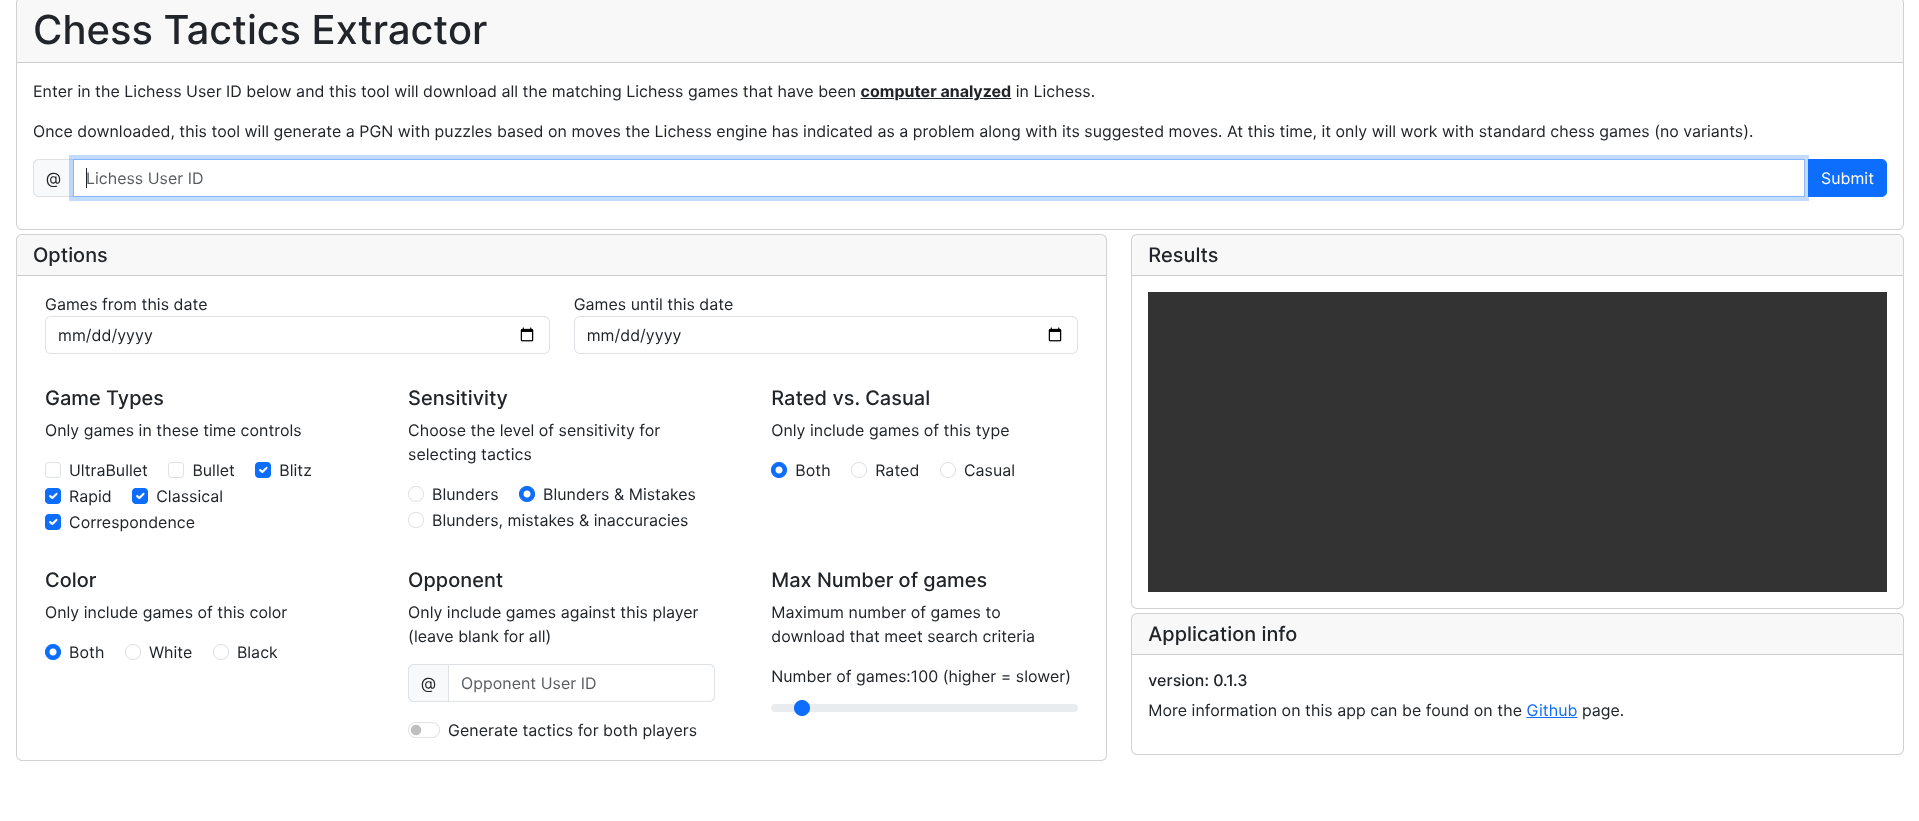 Chess Tactics Extractor
Enter in the Lichess User ID below and this tool will download all the matching Lichess games that have been computer analyzed in Lichess.
Once downloaded, this tool will generate a PGN with puzzles based on moves the Lichess engine has indicated as a problem along with its suggested moves. At this time, it only will work with standard chess games (no variants).
@ Lichess User ID Submit
Options
Games from this date
mm/dd/yyyy
Games until this date
mm/dd/yyyy
Game Types
Only games in these time controls
UltraBullet Bullet Blitz
Rapid Classical
Correspondence
Sensitivity
Choose the level of sensitivity for
selecting tactics
Blunders Blunders & Mistakes
Blunders, mistakes & inaccuracies
Rated vs. Casual
Only include games of this type
Both Rated Casual
Color
Only include games of this color
Both White Black
Opponent
Only include games against this player
(leave blank for all)
@ Opponent User ID
Generate tactics for both players
Max Number of games
Maximum number of games to
download that meet search criteria
Number of games:100 (higher = slower)
Results
Application info
version: 0.1.3
More information on this app can be found on the Github page.